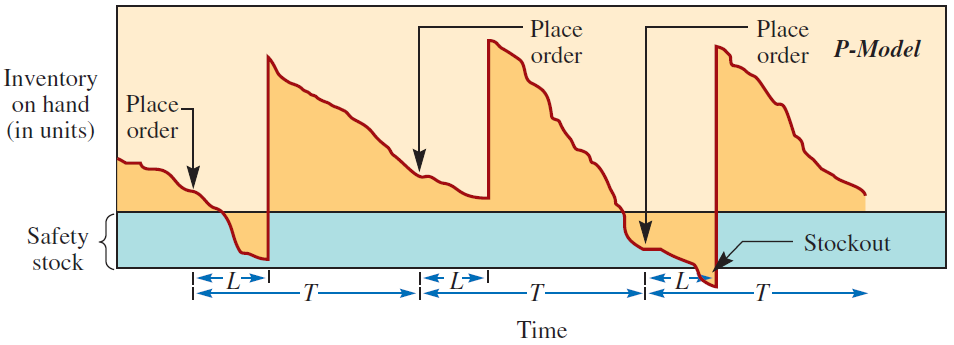 Place
order
Place
order
P-Model
Inventory
on hand
(in units)
Place
order
Safety
stock
Stockout
L
L
L
T
T
T
Time